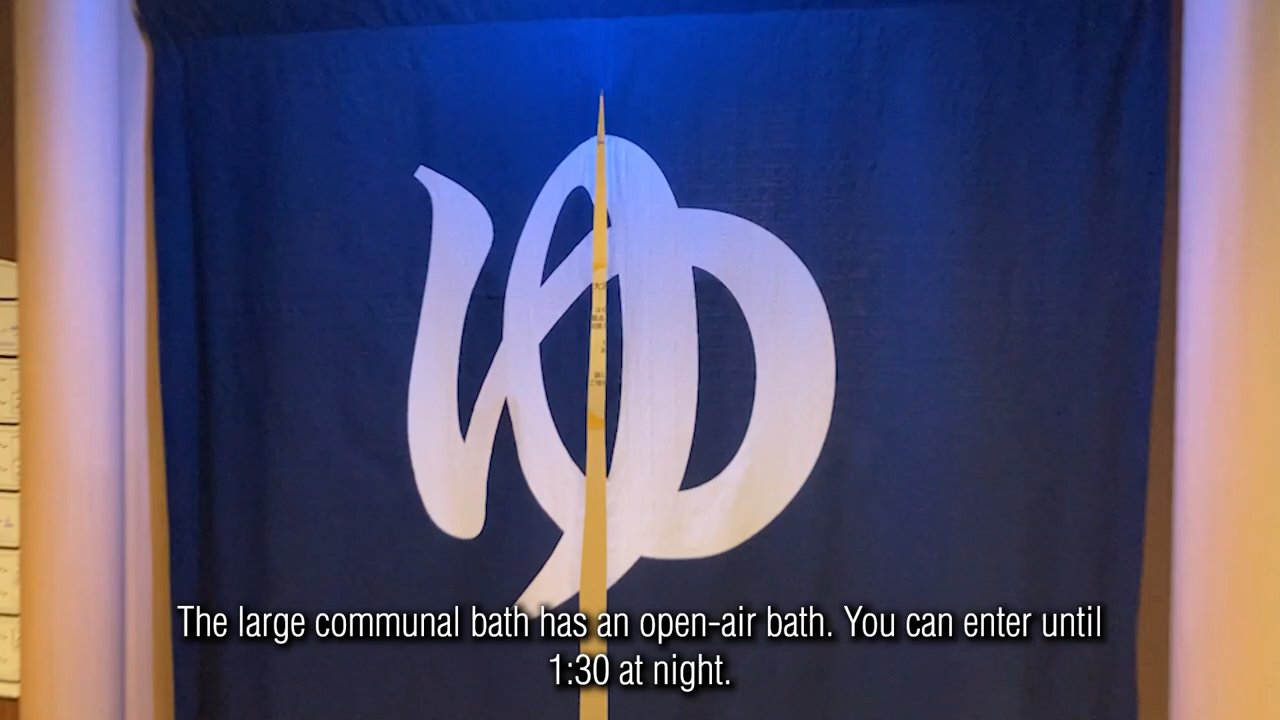 ゆ
The large communal bath has an open-air bath. You can enter until
1:30 at night.